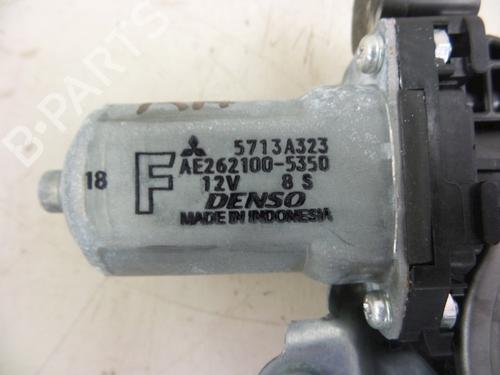 B-PARTS
5713A323
AE262100-5350
18
F
12V 8 S
DENSO
MADE IN INDONESIA